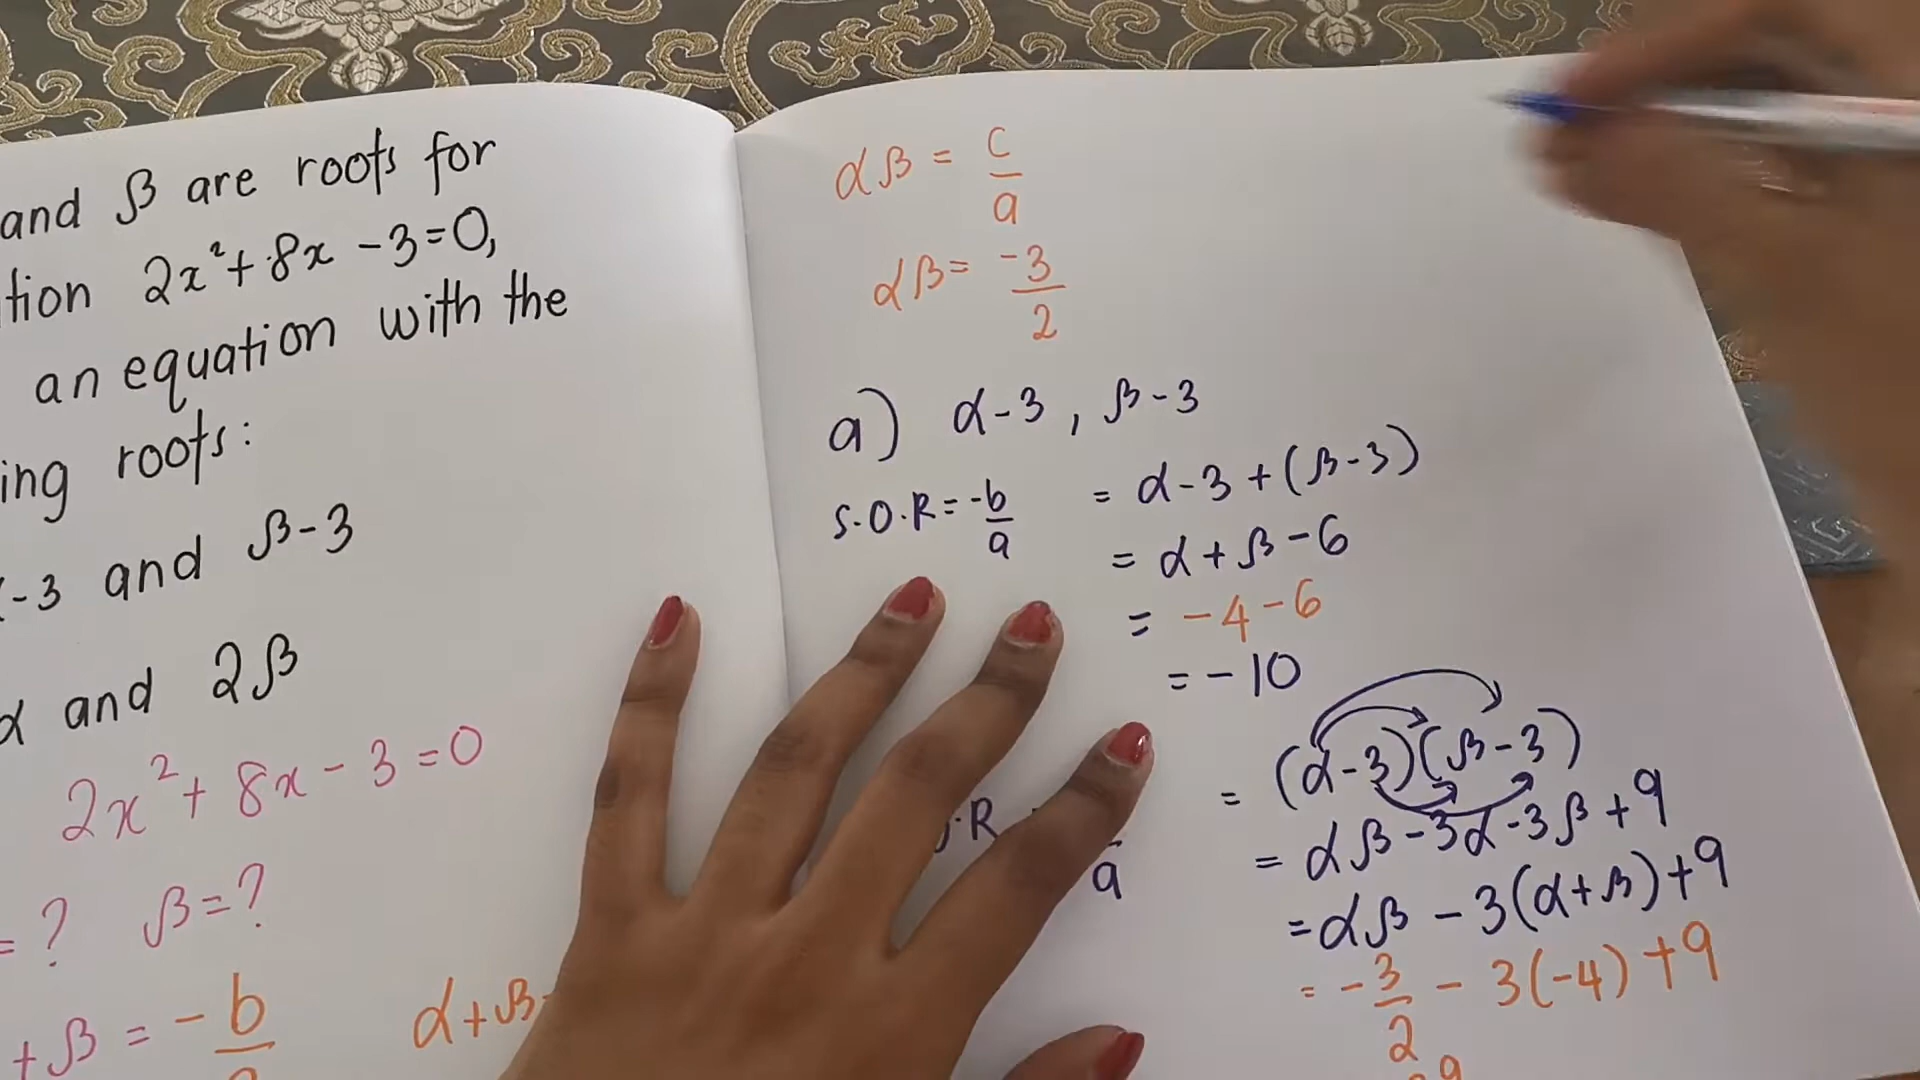 and β are roots for
tion 2x²+8x -3=0,
an equation with the
ing roots:
-3 and β-3
α and 2β
2x²+ 8x - 3 = 0
= ? β=?
+ β = -b
α+β
αβ = c/a
αβ = -3/2
a) α-3 , β-3
S.O.R = -b/a = α-3 + (β-3)
= α + β - 6
= -4 - 6
= - 10
.R a = (α-3)(β-3)
= αβ -3α -3β + 9
= αβ - 3(α+β)+9
= -3/2 - 3(-4) + 9